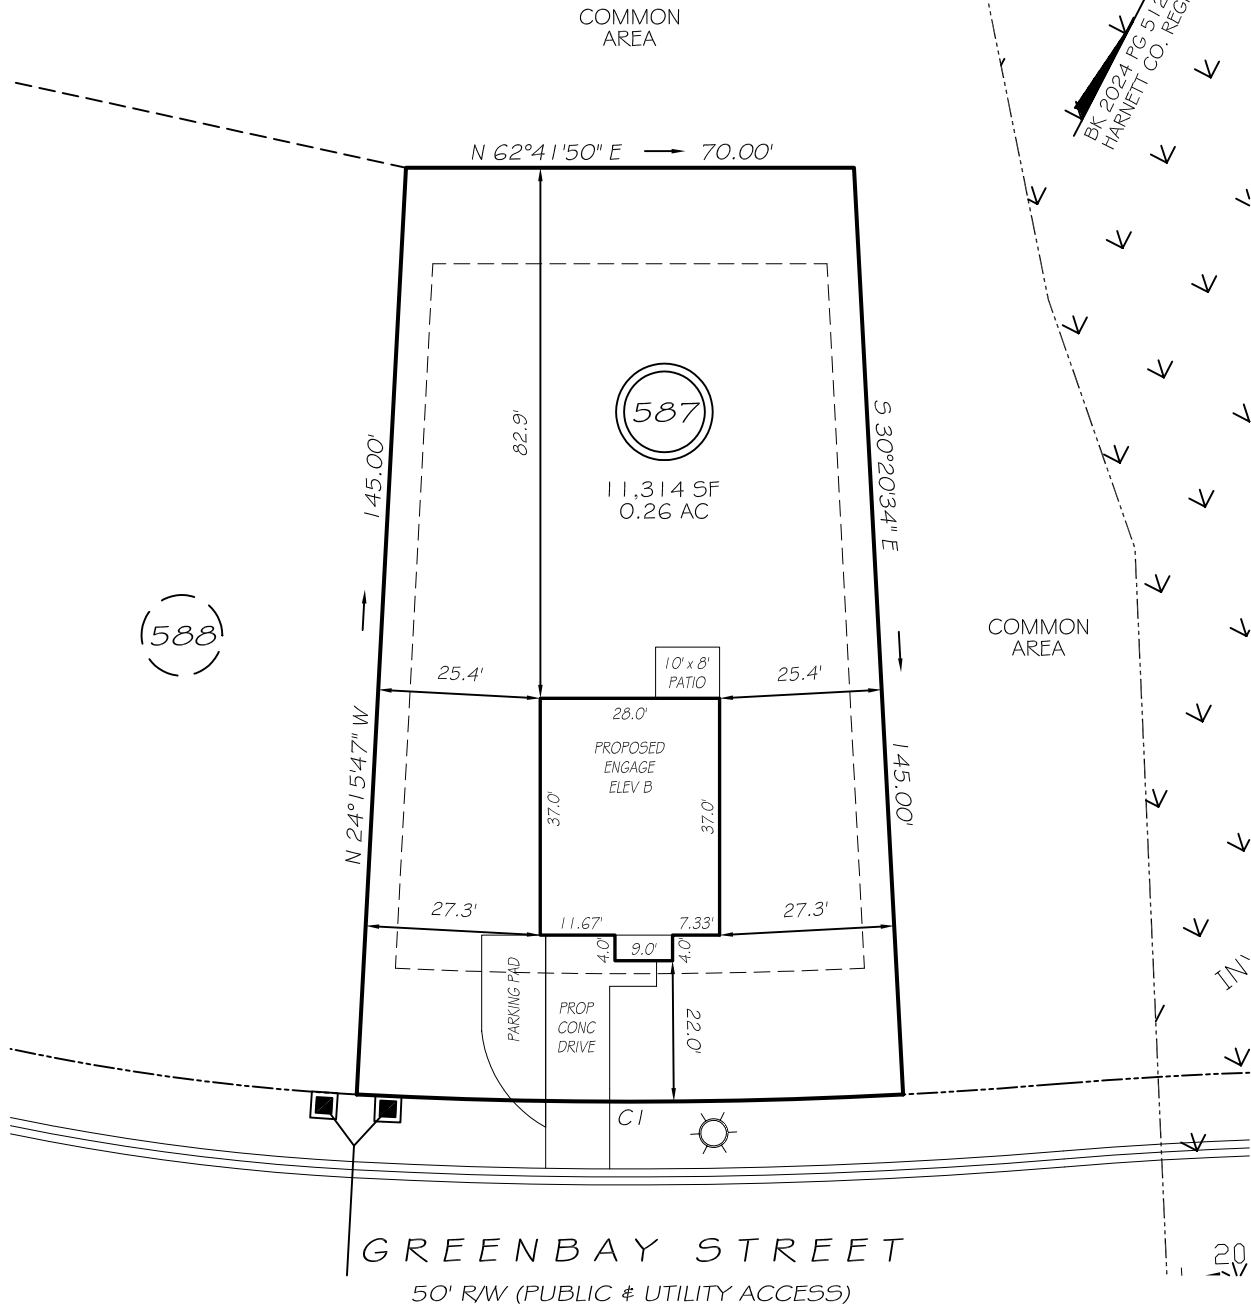 COMMON
AREA
BK 2024 PG 512
HARNETT CO.
N 62°41'50" E 70.00'
82.9'
587
11,314 SF
0.26 AC
145.00'
S 30°20'34" E
588
COMMON
AREA
10' x 8'
PATIO
25.4'
25.4'
28.0'
N 24°15'47" W
PROPOSED
ENGAGE
ELEV B
37.0'
37.0'
145.00'
27.3'
11.67'
7.33'
27.3'
4.0'
9.0'
4.0'
PARKING PAD
PROP
CONC
DRIVE
22.0'
C1
GREENBAY STREET
50' R/W (PUBLIC & UTILITY ACCESS)
20